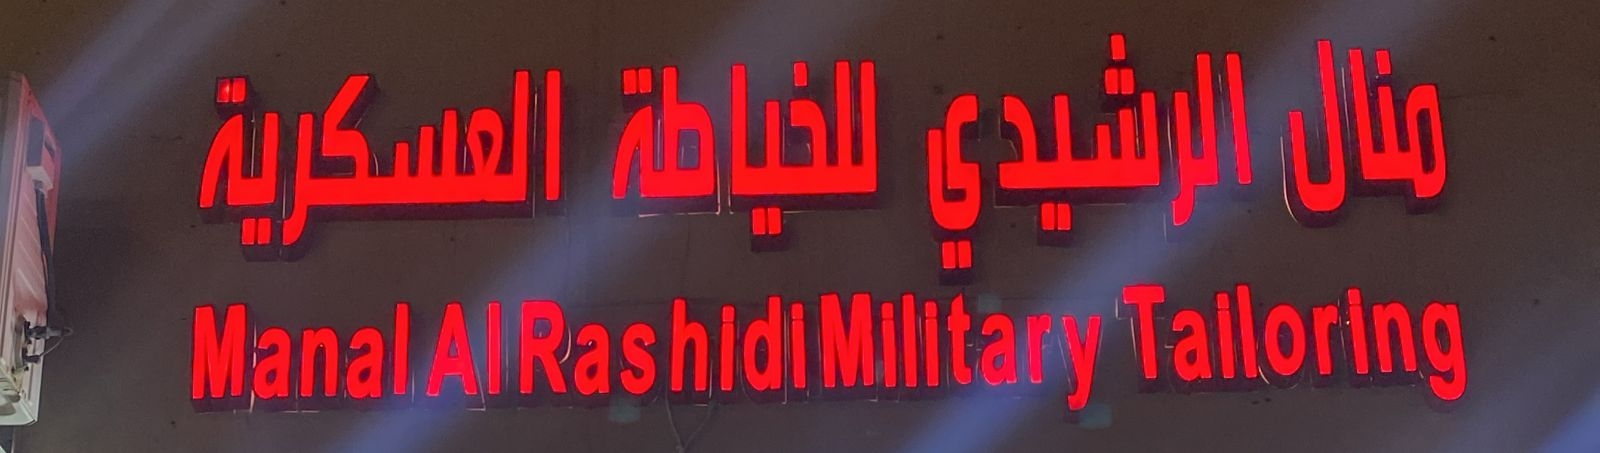 منال الرشيدي للخياطة العسكرية
Manal Al Rashidi Military Tailoring